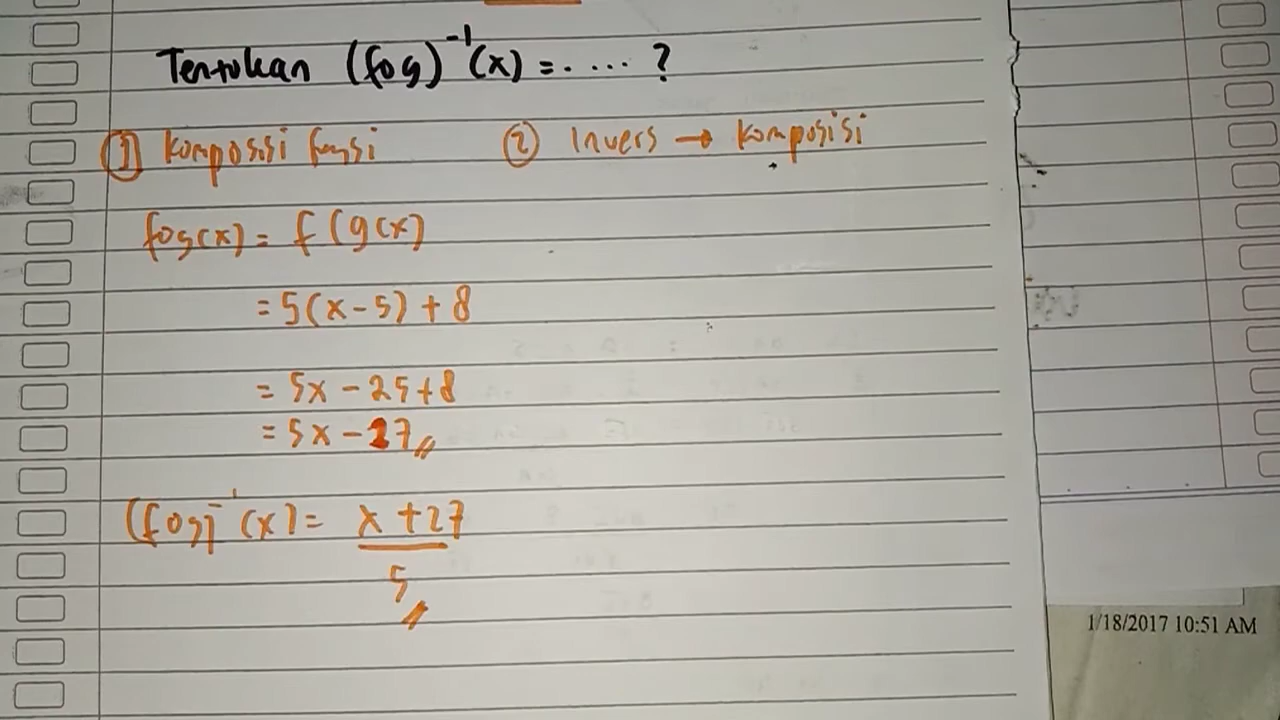 Tentukan (fog)⁻¹(x) = ..... ?
① komposisi fungsi
② Invers → komposisi
fog(x) = f(g(x)
= 5(x-5) + 8
= 5x - 25+8
= 5x - 27
(fog)⁻¹(x) = x +27
5
1/18/2017 10:51 AM